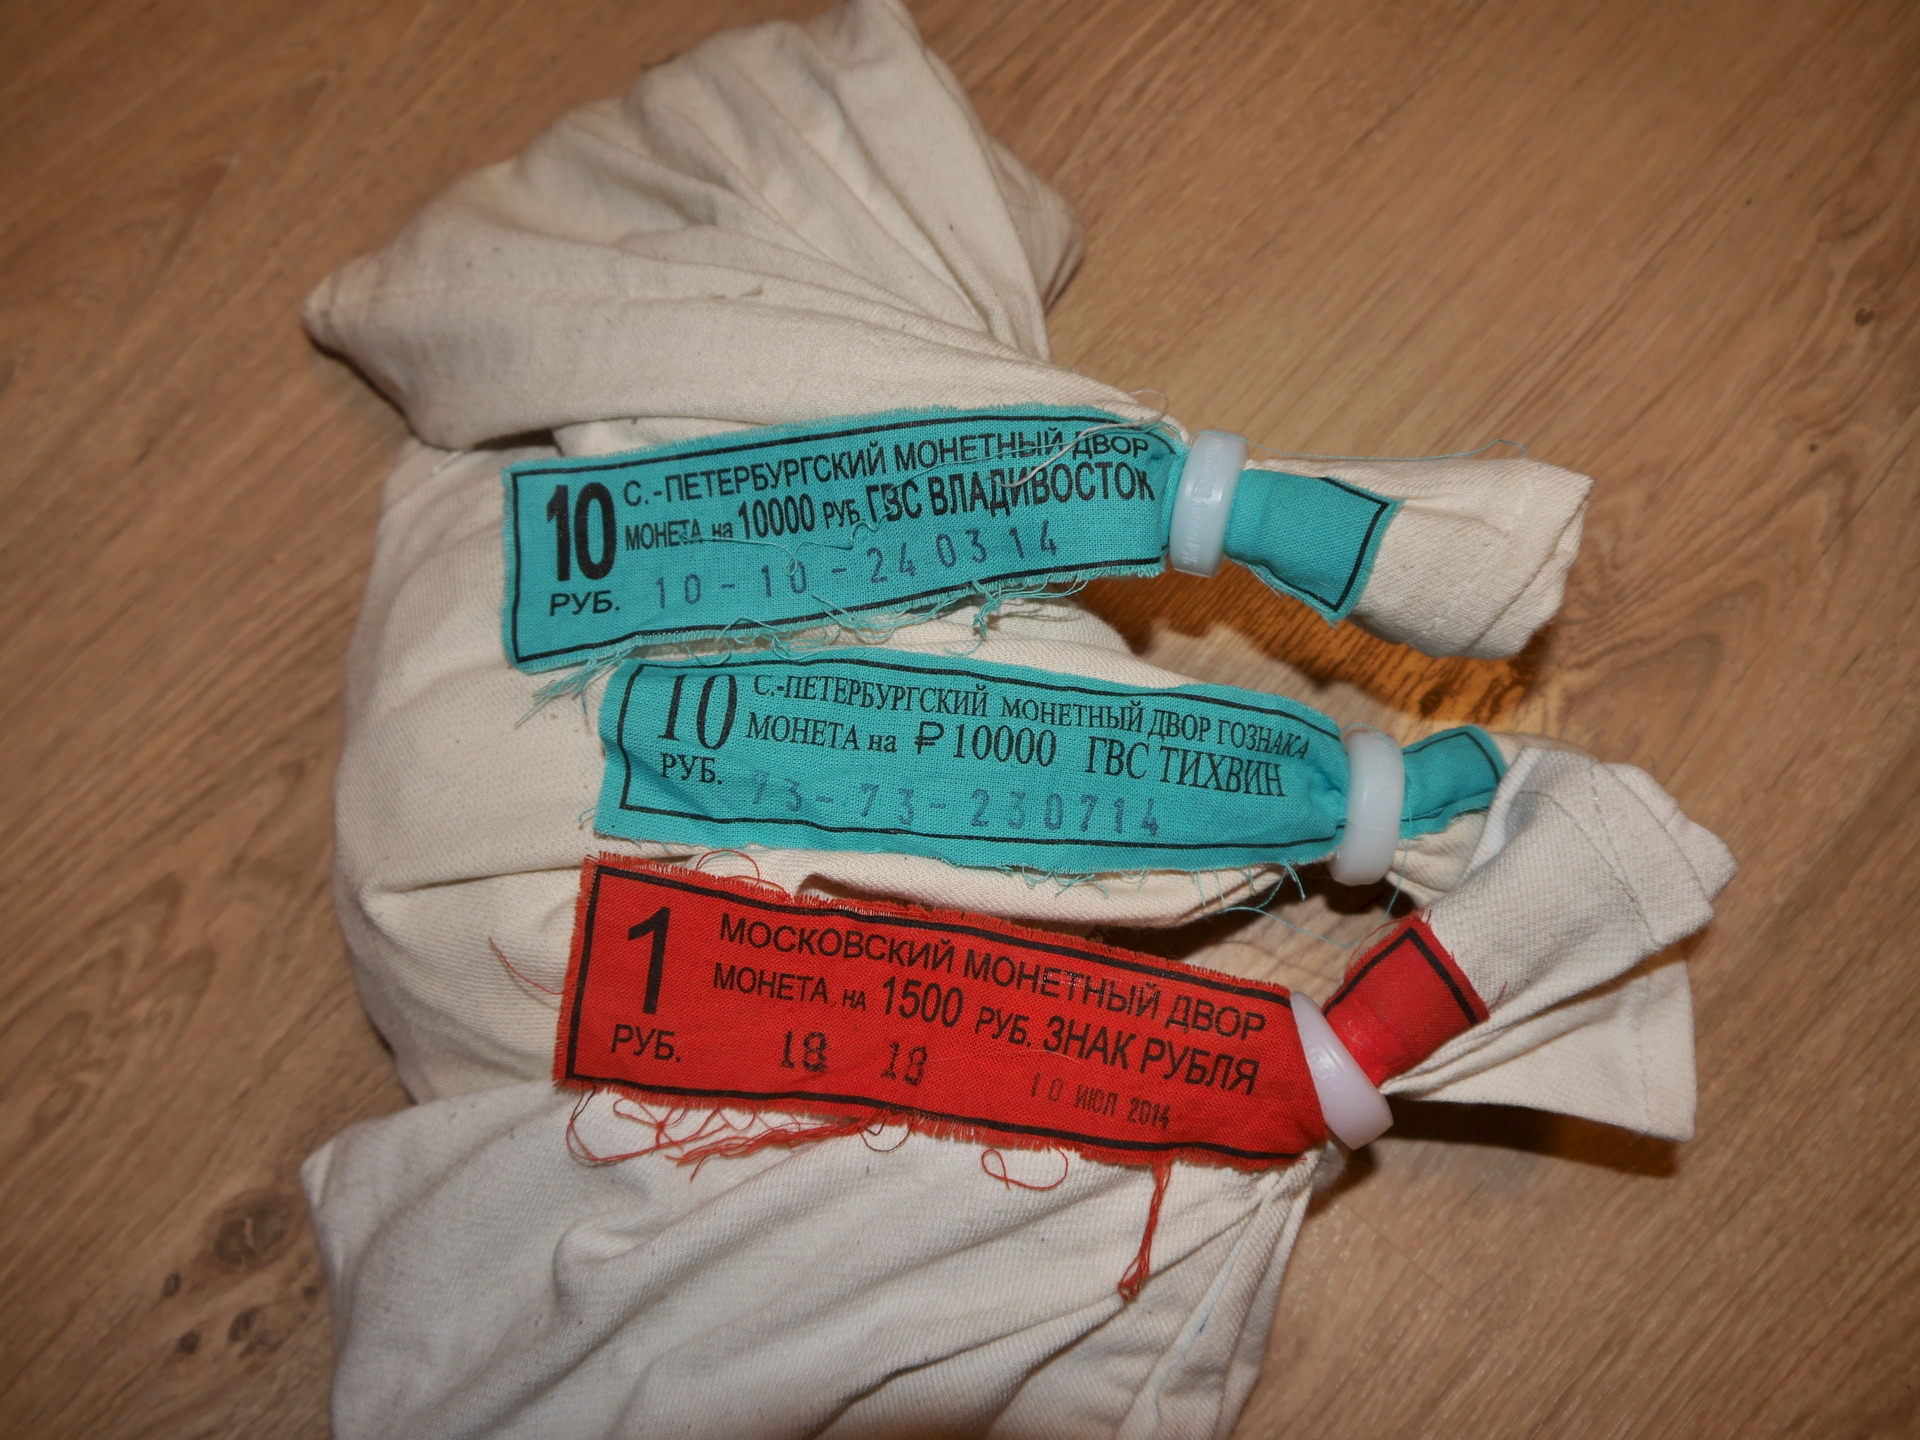 10 РУБ.
С.-ПЕТЕРБУРГСКИЙ МОНЕТНЫЙ ДВОР
МОНЕТА на 10000 РУБ. ГВС ВЛАДИВОСТОК
10-10-240314
10 РУБ.
С.-ПЕТЕРБУРГСКИЙ МОНЕТНЫЙ ДВОР ГОЗНАКА
МОНЕТА на ₽ 10000 ГВС ТИХВИН
73-73-230714
1 РУБ.
МОСКОВСКИЙ МОНЕТНЫЙ ДВОР
МОНЕТА НА 1500 РУБ. ЗНАК РУБЛЯ
18 18 10 ИЮЛ 2014